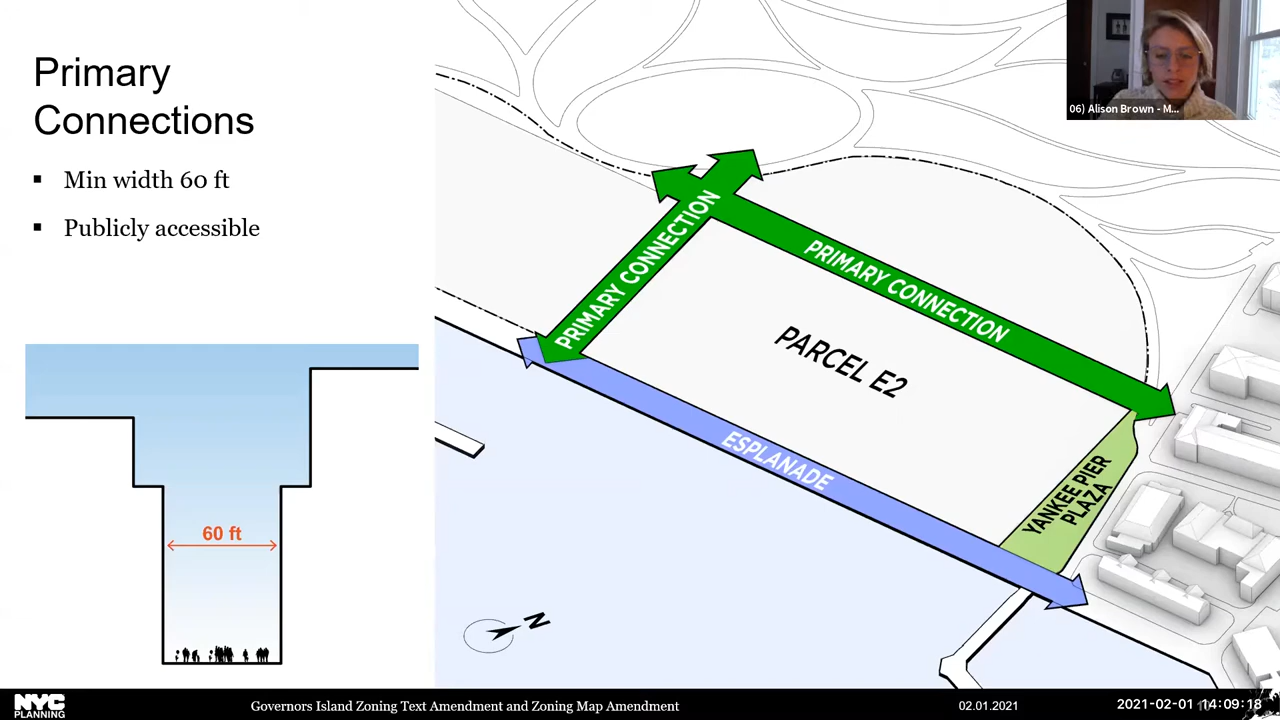 Primary
Connections
▪ Min width 60 ft
▪ Publicly accessible
60 ft
PRIMARY CONNECTION
PRIMARY CONNECTION
PARCEL E2
ESPLANADE
YANKEE PIER
PLAZA
N
06) Alison Brown - M...
NYC
PLANNING
Governors Island Zoning Text Amendment and Zoning Map Amendment
02.01.2021
2021-02-01 14:09:18